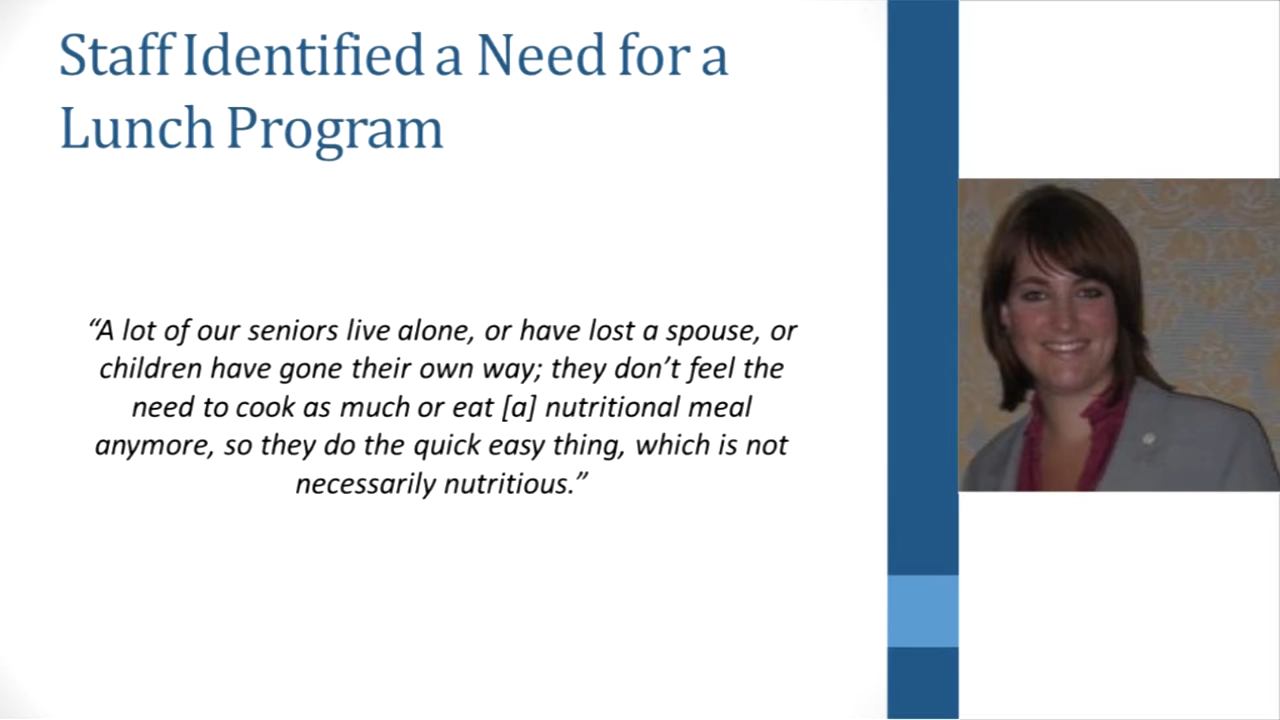 Staff Identified a Need for a
Lunch Program
“A lot of our seniors live alone, or have lost a spouse, or
children have gone their own way; they don’t feel the
need to cook as much or eat [a] nutritional meal
anymore, so they do the quick easy thing, which is not
necessarily nutritious.”